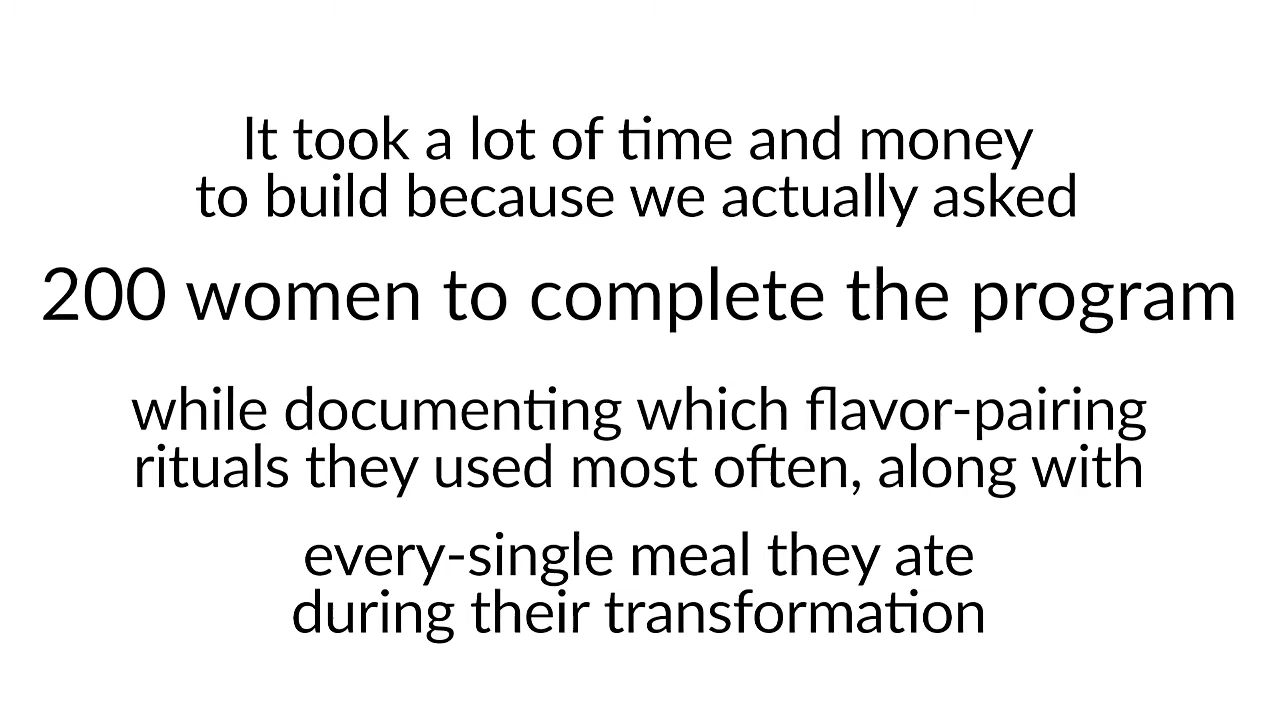 It took a lot of time and money
to build because we actually asked
200 women to complete the program
while documenting which flavor-pairing
rituals they used most often, along with
every-single meal they ate
during their transformation